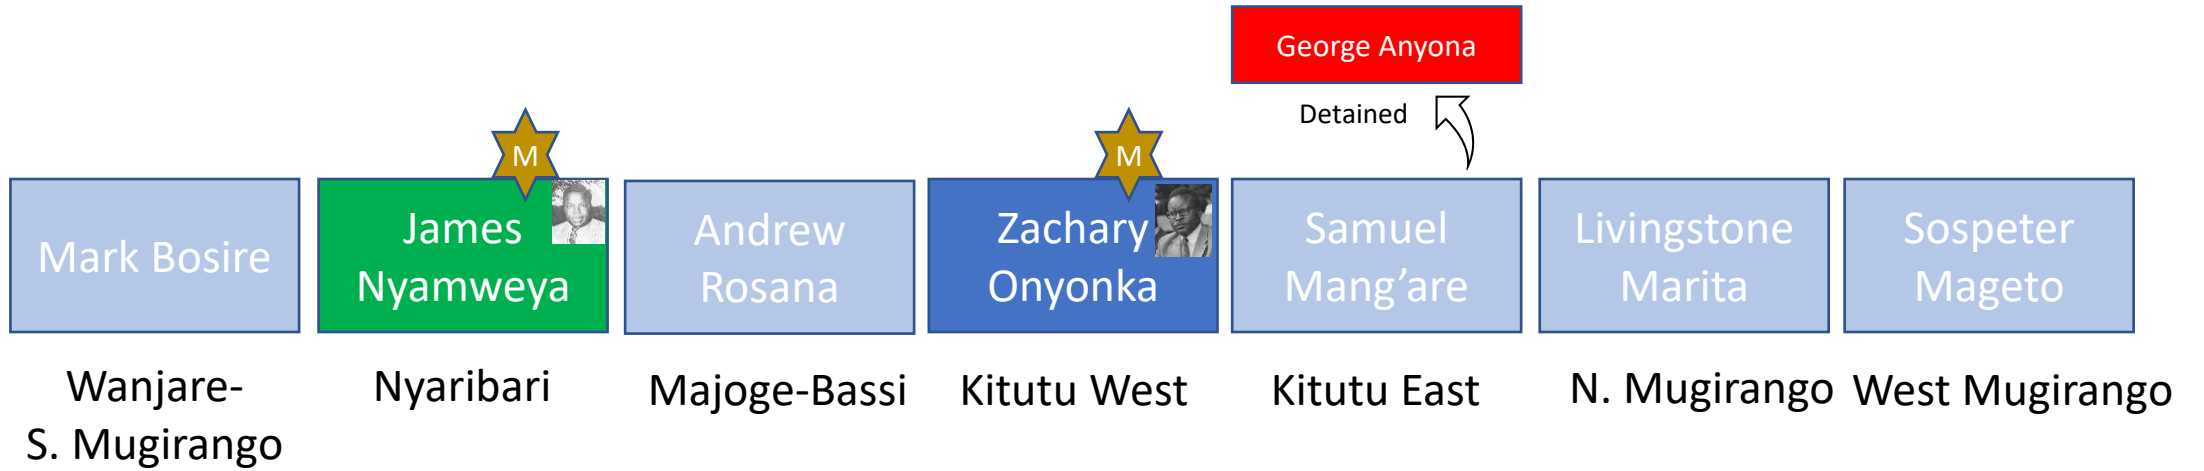 George Anyona
Detained
M
M
Mark Bosire
James
Nyamweya
Andrew
Rosana
Zachary
Onyonka
Samuel
Mang’are
Livingstone
Marita
Sospeter
Mageto
Wanjare-
S. Mugirango
Nyaribari
Majoge-Bassi
Kitutu West
Kitutu East
N. Mugirango
West Mugirango